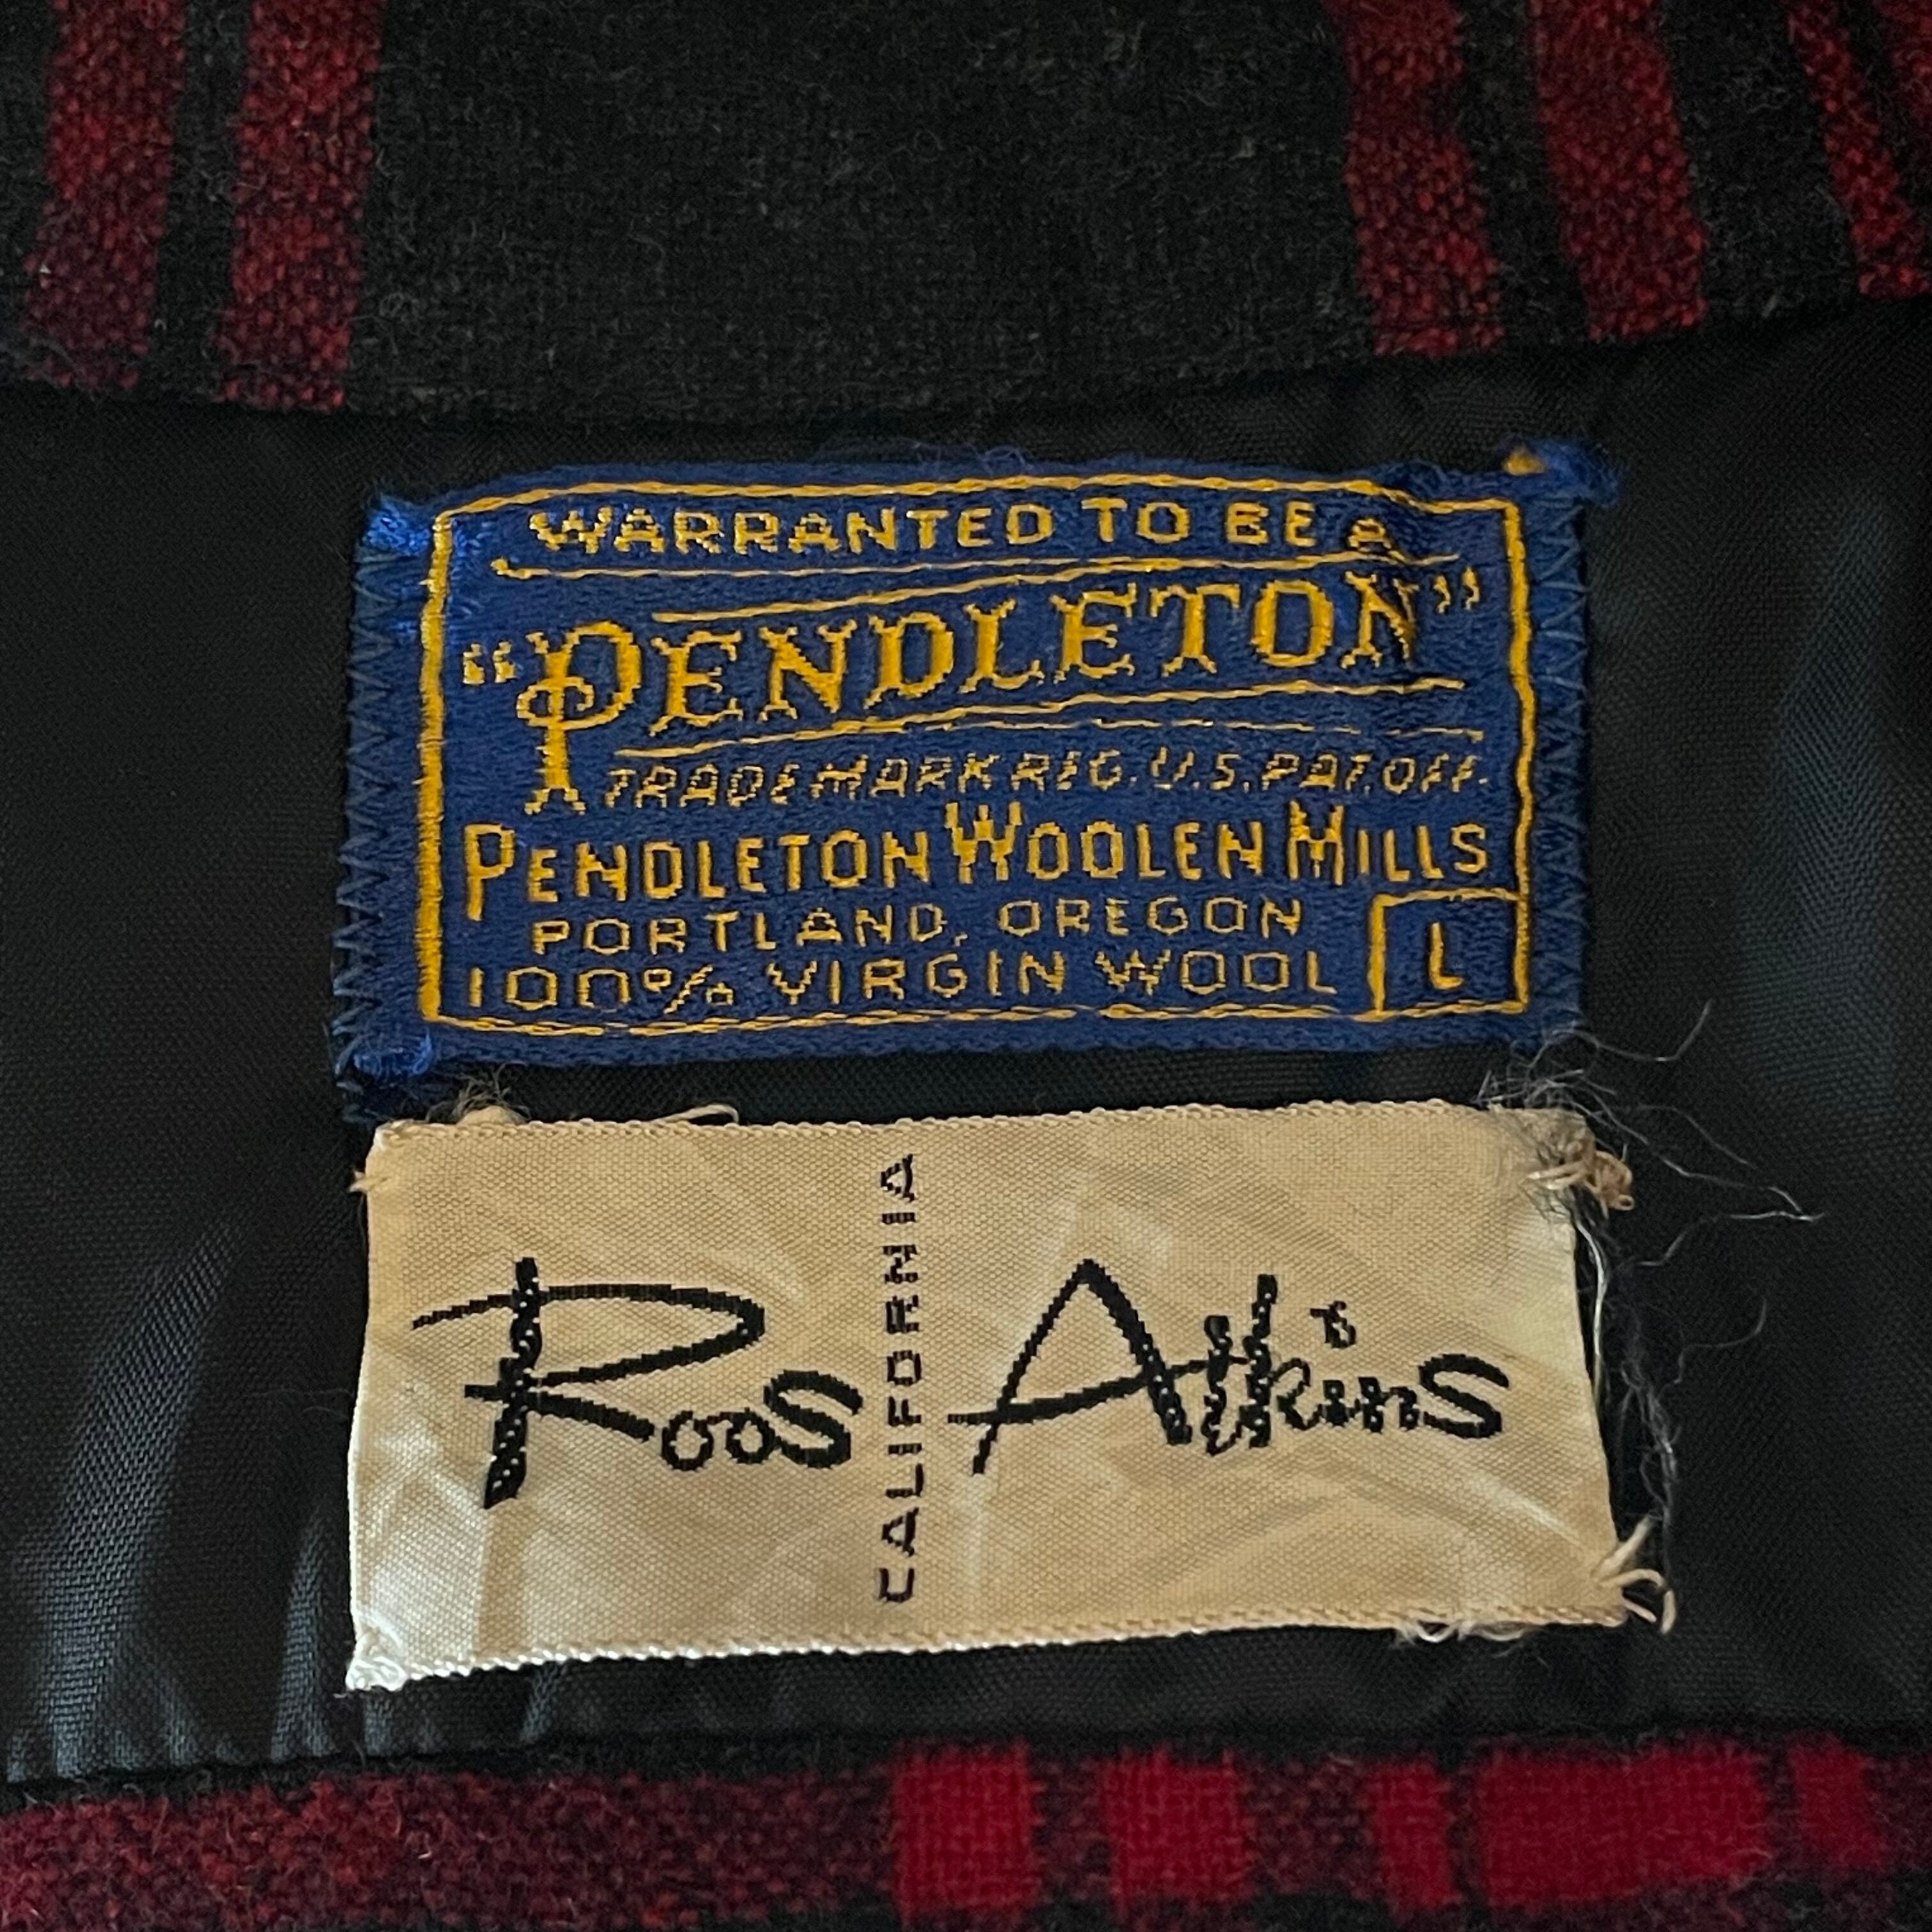 WARRANTED TO BE A
"PENDLETON"
TRADE MARK REG. U.S. PAT. OFF.
PENDLETON WOOLEN MILLS
PORTLAND, OREGON
100% VIRGIN WOOL
L
Roos
CALIFORNIA
Atkins